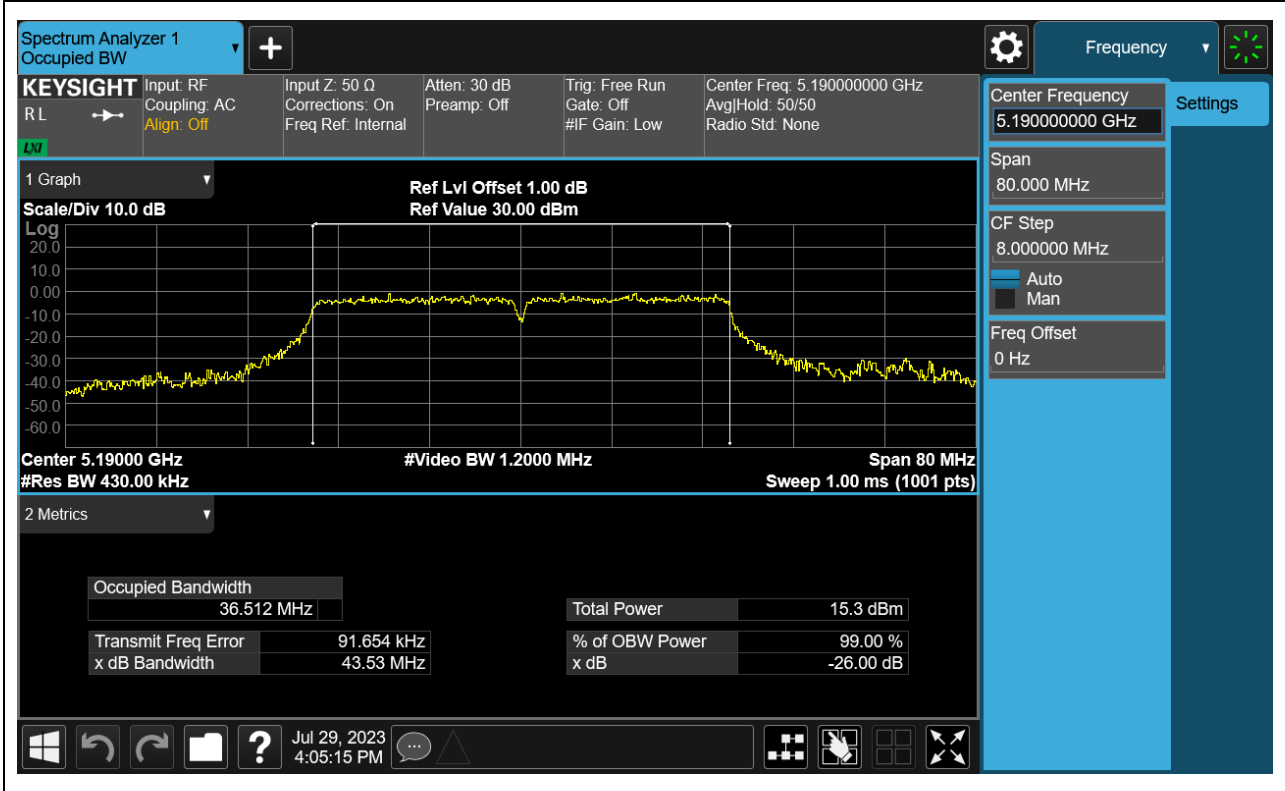 Spectrum Analyzer 1
Occupied BW
+
Frequency
KEYSIGHT
R L
LXI
Input: RF
Coupling: AC
Align: Off
Input Z: 50 Ω
Corrections: On
Freq Ref: Internal
Atten: 30 dB
Preamp: Off
Trig: Free Run
Gate: Off
#IF Gain: Low
Center Freq: 5.190000000 GHz
Avg|Hold: 50/50
Radio Std: None
Center Frequency
5.190000000 GHz
Settings
Span
80.000 MHz
CF Step
8.000000 MHz
Auto
Man
Freq Offset
0 Hz
1 Graph
Scale/Div 10.0 dB
Ref Lvl Offset 1.00 dB
Ref Value 30.00 dBm
Log
20.0
10.0
0.00
-10.0
-20.0
-30.0
-40.0
-50.0
-60.0
Center 5.19000 GHz
#Video BW 1.2000 MHz
Span 80 MHz
#Res BW 430.00 kHz
Sweep 1.00 ms (1001 pts)
2 Metrics
Occupied Bandwidth
36.512 MHz
Total Power 15.3 dBm
Transmit Freq Error 91.654 kHz
% of OBW Power 99.00 %
x dB Bandwidth 43.53 MHz
x dB -26.00 dB
?
Jul 29, 2023
4:05:15 PM